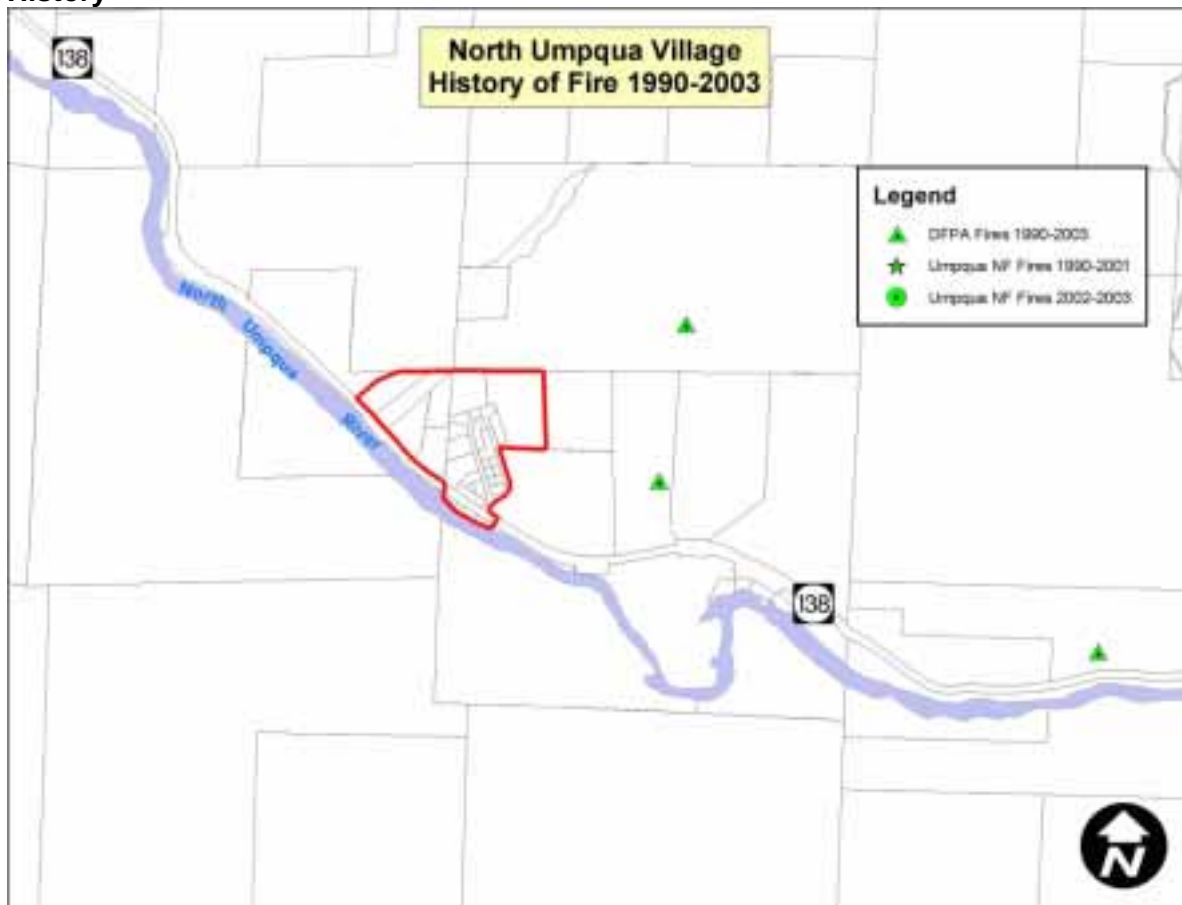 History
138
North Umpqua Village
History of Fire 1990-2003
Legend
DFPA Fires 1990-2003
Umpqua NF Fires 1990-2001
Umpqua NF Fires 2002-2003
North Umpqua River
138
N